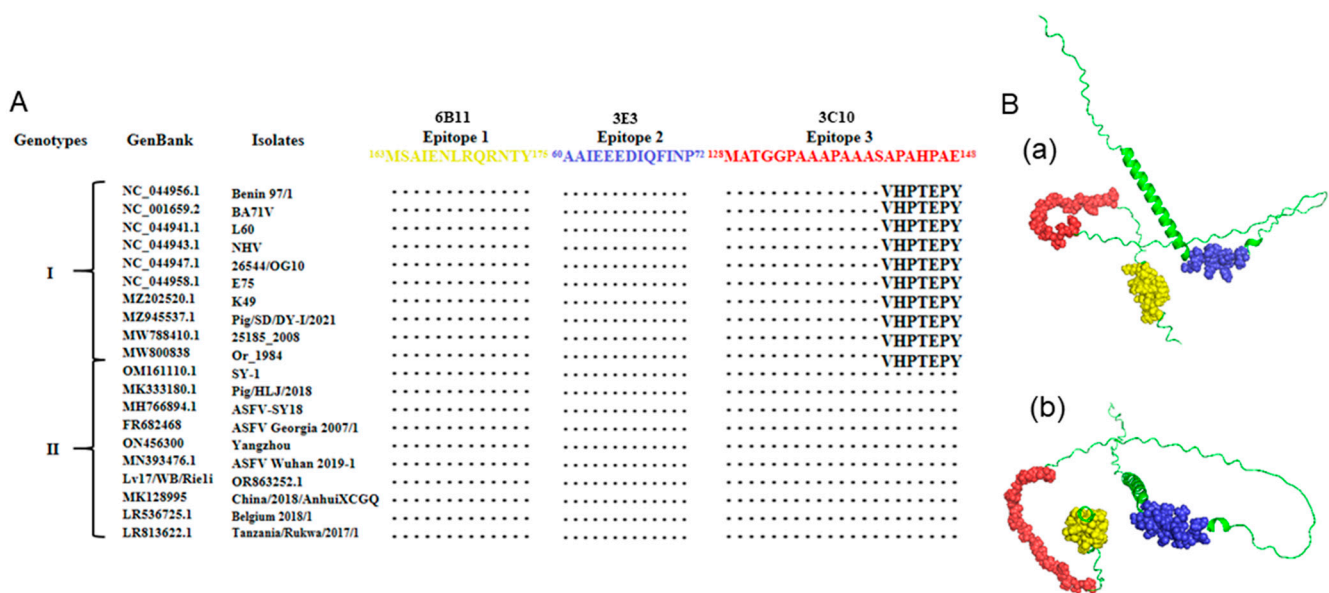 A
Genotypes GenBank Isolates
6B11 3E3 3C10
Epitope 1 Epitope 2 Epitope 3
163MSAIENLRQRNTY175 60AAIEEEDIQFINP72 128MATGGPAAAPAAASAPAHPAE148
NC_044956.1 Benin 97/1 VHPTEPY
NC_001659.2 BA71V VHPTEPY
NC_044941.1 L60 VHPTEPY
NC_044943.1 NHV VHPTEPY
I NC_044947.1 26544/OG10 VHPTEPY
NC_044958.1 E75 VHPTEPY
MZ202520.1 K49 VHPTEPY
MZ945537.1 Pig/SD/DY-I/2021 VHPTEPY
MW788410.1 25185_2008 VHPTEPY
MW800838 Or_1984 VHPTEPY
OM161110.1 SY-1
MK333180.1 Pig/HLJ/2018
MH766894.1 ASFV-SY18
FR682468 ASFV Georgia 2007/1
II ON456300 Yangzhou
MN393476.1 ASFV Wuhan 2019-1
Lv17/WB/Rie1i OR863252.1
MK128995 China/2018/AnhuiXCGQ
LR536725.1 Belgium 2018/1
LR813622.1 Tanzania/Rukwa/2017/1
B
(a)
(b)